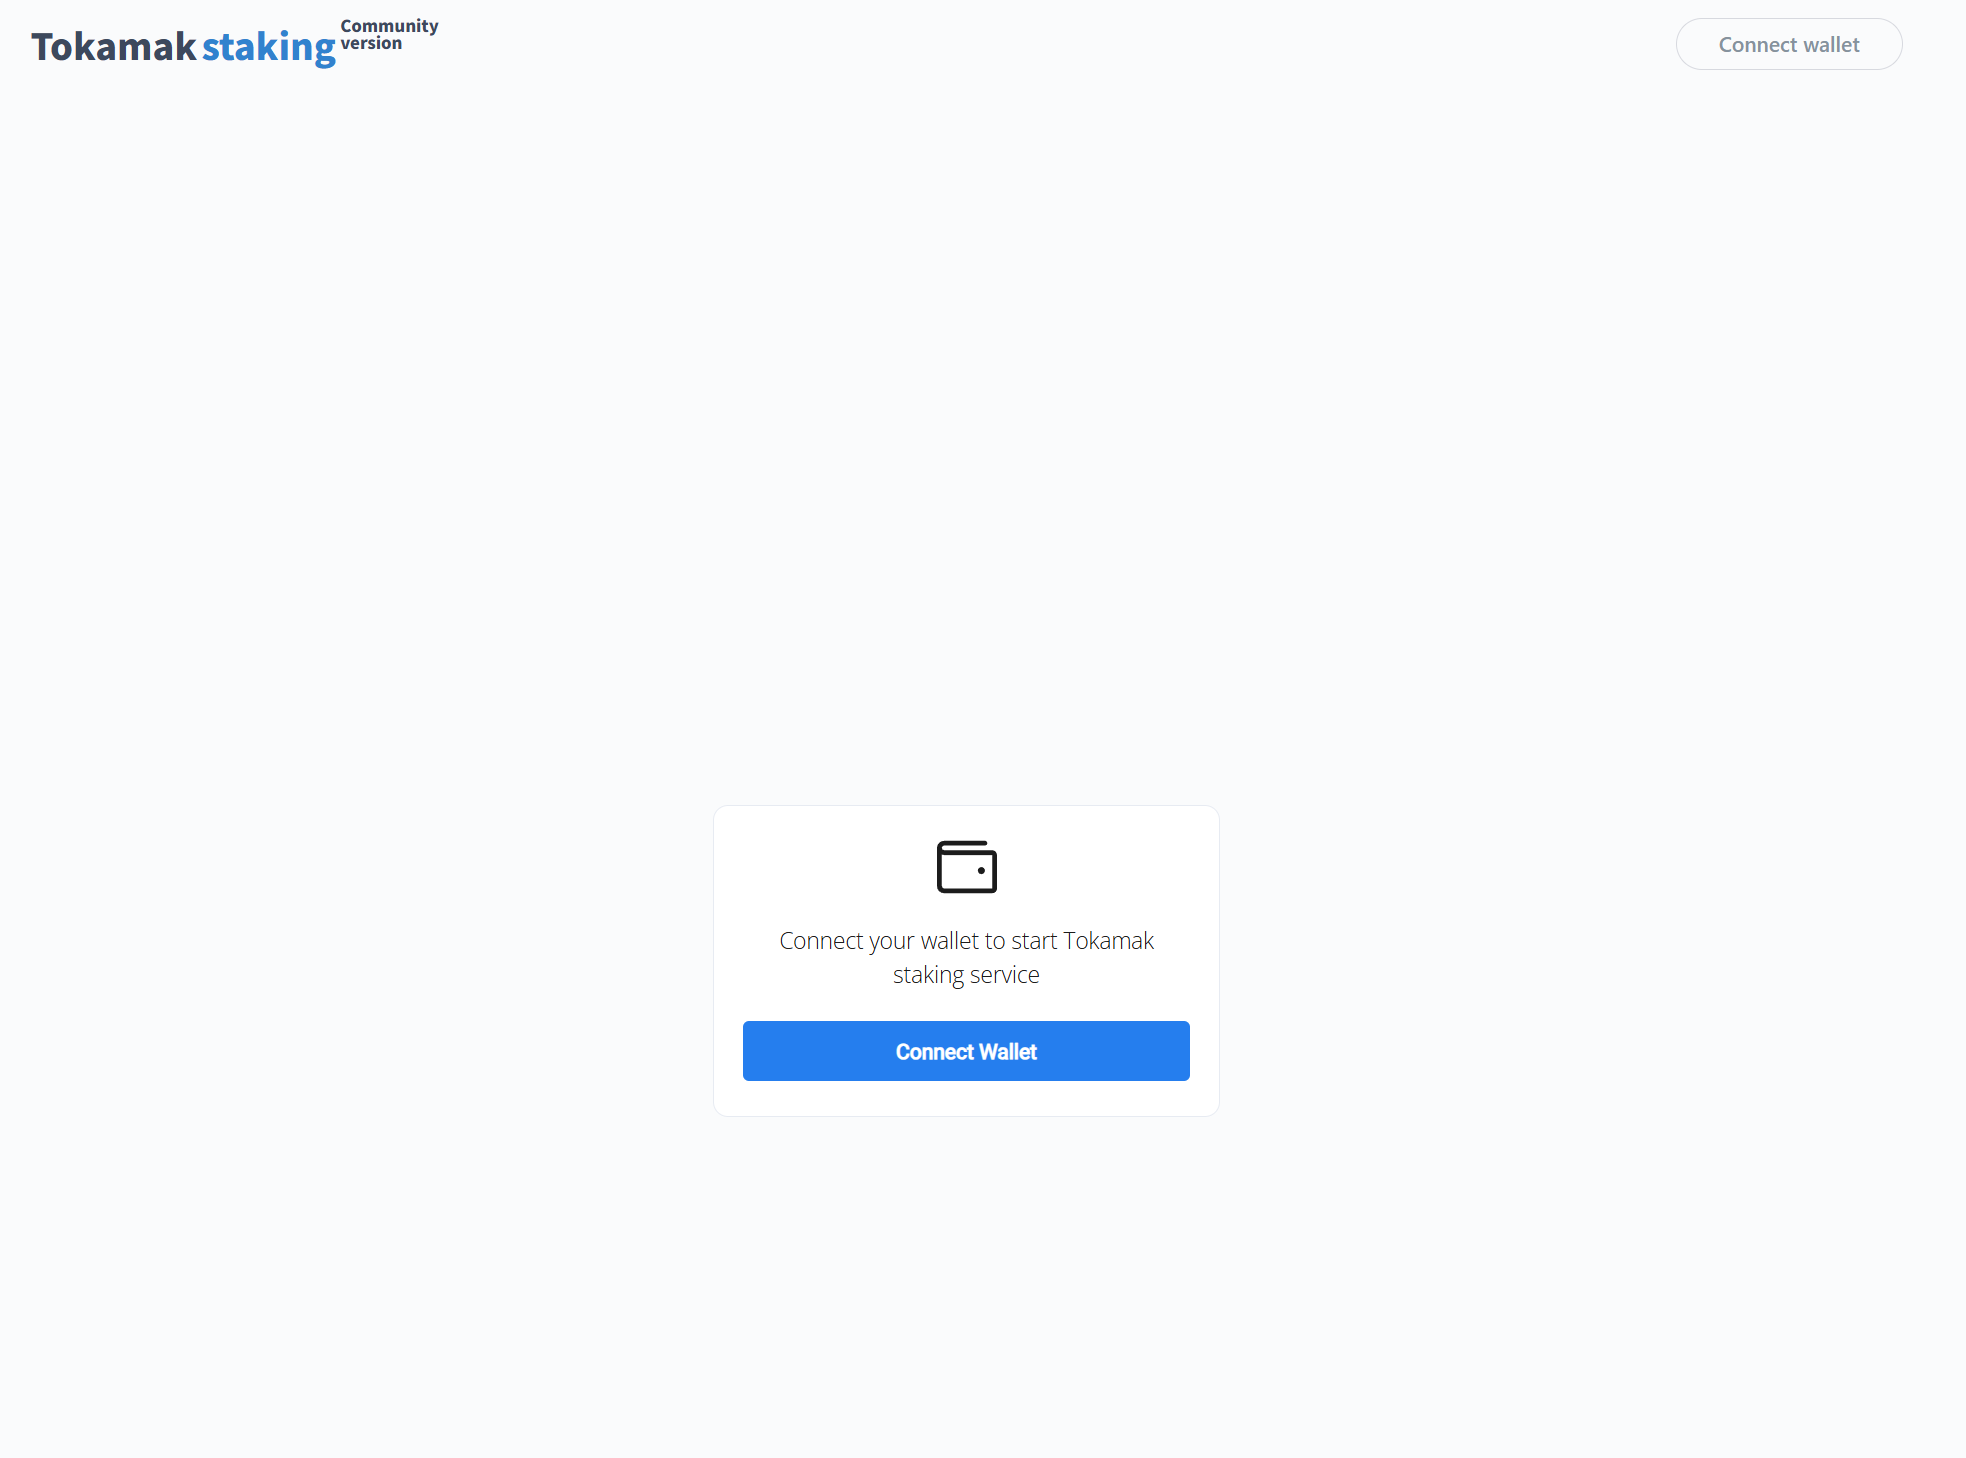 Tokamak staking Community
version
Connect wallet
Connect your wallet to start Tokamak
staking service
Connect Wallet